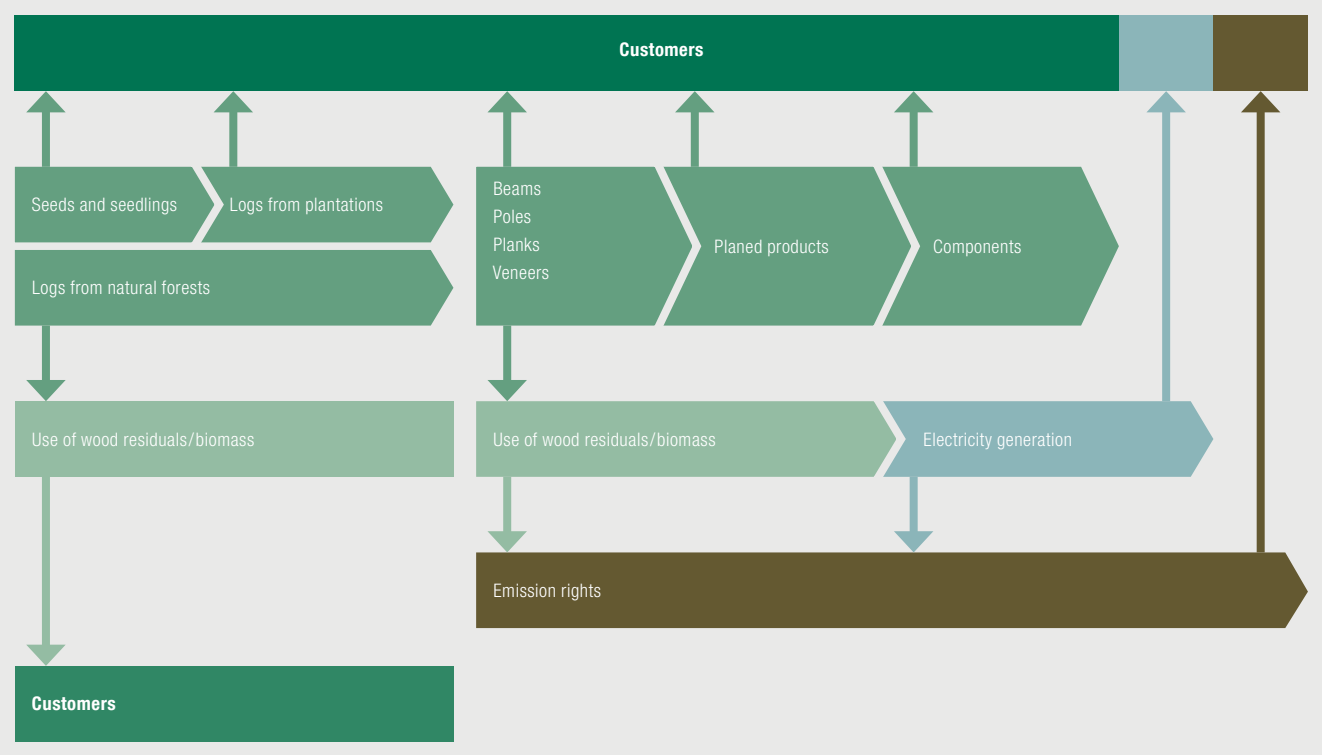 Customers
Seeds and seedlings
Logs from plantations
Logs from natural forests
Beams
Poles
Planks
Veneers
Planed products
Components
Use of wood residuals/biomass
Use of wood residuals/biomass
Electricity generation
Emission rights
Customers